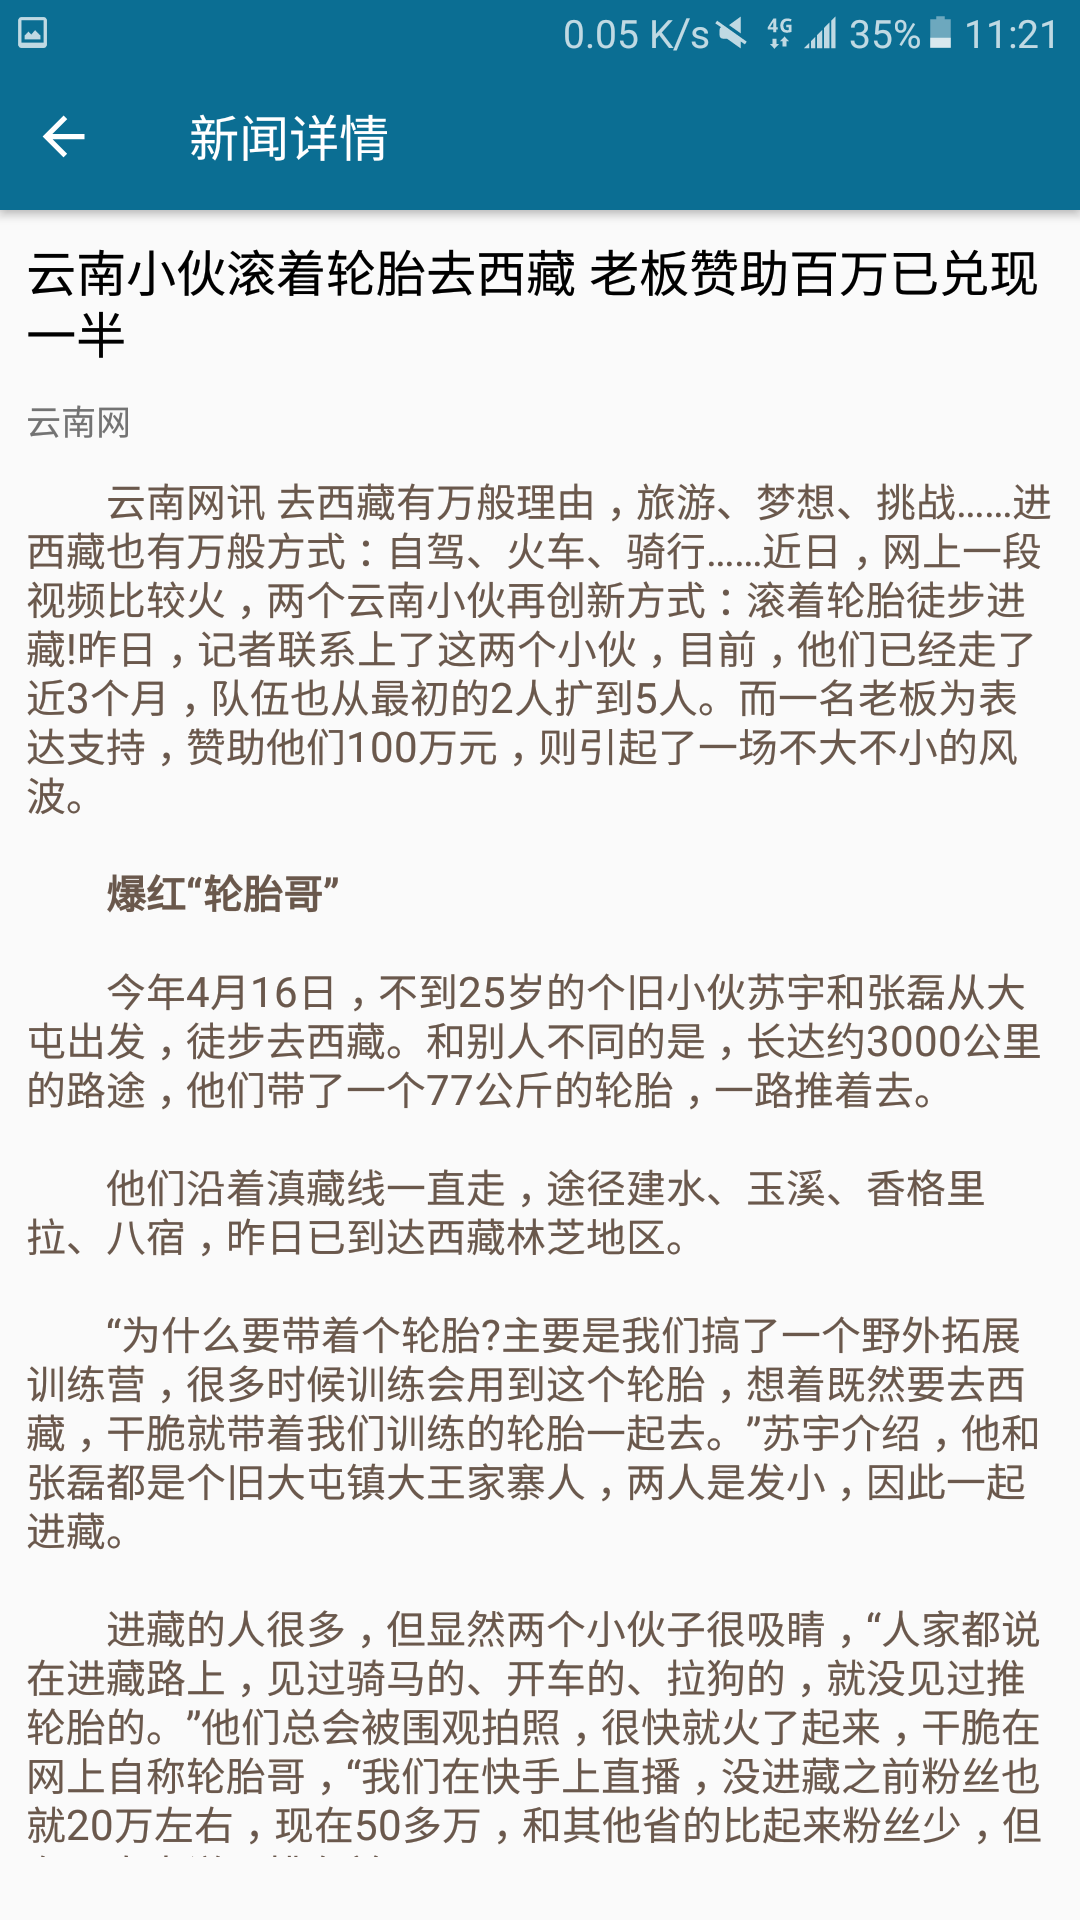 0.05 K/s 4G 35% 11:21
新闻详情
云南小伙滚着轮胎去西藏 老板赞助百万已兑现
一半
云南网
云南网讯 去西藏有万般理由，旅游、梦想、挑战……进
西藏也有万般方式：自驾、火车、骑行……近日，网上一段
视频比较火，两个云南小伙再创新方式：滚着轮胎徒步进
藏!昨日，记者联系上了这两个小伙，目前，他们已经走了
近3个月，队伍也从最初的2人扩到5人。而一名老板为表
达支持，赞助他们100万元，则引起了一场不大不小的风
波。
爆红“轮胎哥”
今年4月16日，不到25岁的个旧小伙苏宇和张磊从大
屯出发，徒步去西藏。和别人不同的是，长达约3000公里
的路途，他们带了一个77公斤的轮胎，一路推着去。
他们沿着滇藏线一直走，途径建水、玉溪、香格里
拉、八宿，昨日已到达西藏林芝地区。
“为什么要带着个轮胎?主要是我们搞了一个野外拓展
训练营，很多时候训练会用到这个轮胎，想着既然要去西
藏，干脆就带着我们训练的轮胎一起去。”苏宇介绍，他和
张磊都是个旧大屯镇大王家寨人，两人是发小，因此一起
进藏。
进藏的人很多，但显然两个小伙子很吸睛，“人家都说
在进藏路上，见过骑马的、开车的、拉狗的，就没见过推
轮胎的。”他们总会被围观拍照，很快就火了起来，干脆在
网上自称轮胎哥，“我们在快手上直播，没进藏之前粉丝也
就20万左右，现在50多万，和其他省的比起来粉丝少，但